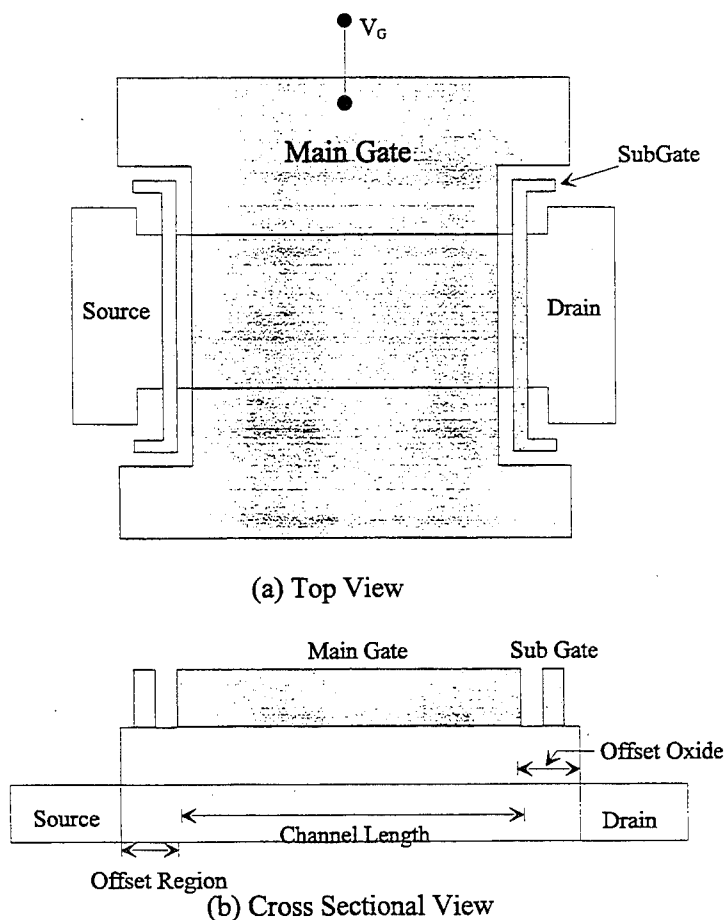 V_G
Main Gate
SubGate
Source
Drain
(a) Top View
Main Gate
Sub Gate
Offset Oxide
Source
Channel Length
Drain
Offset Region
(b) Cross Sectional View